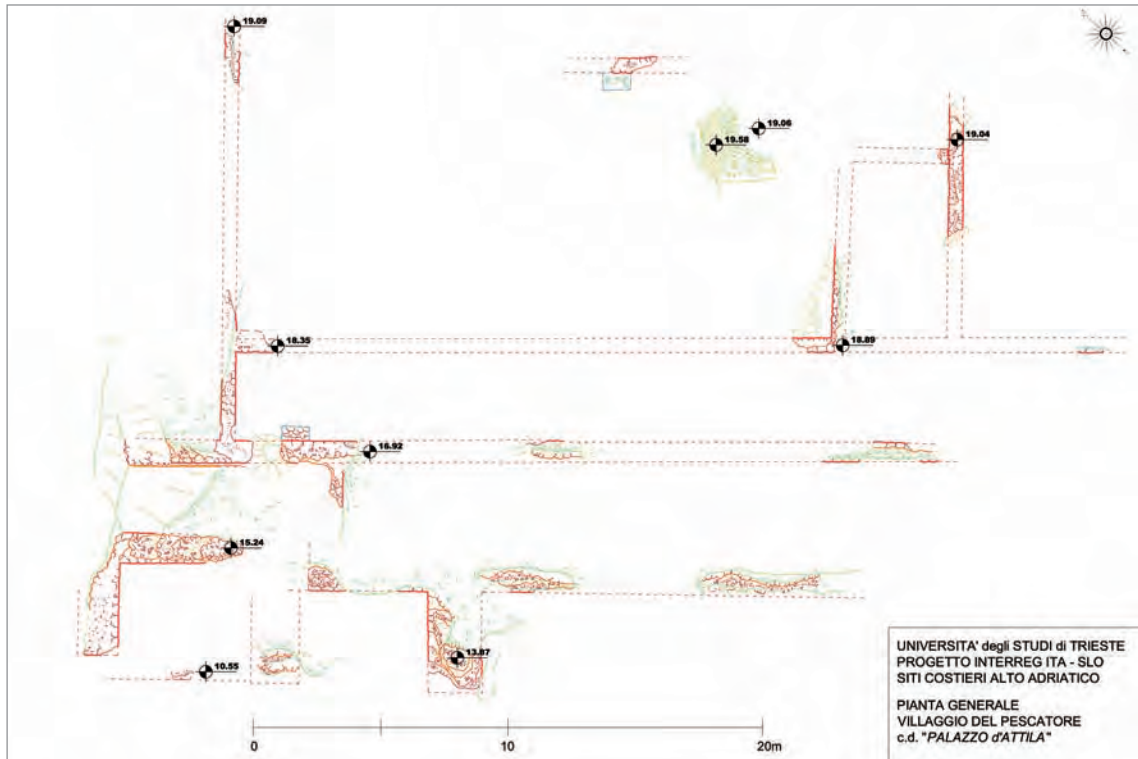 19.09
19.06
19.58
19.04
18.35
18.89
16.92
15.24
10.55
13.87
0
10
20m
UNIVERSITA' degli STUDI di TRIESTE
PROGETTO INTERREG ITA - SLO
SITI COSTIERI ALTO ADRIATICO
PIANTA GENERALE
VILLAGGIO DEL PESCATORE
c.d. "PALAZZO d'ATTILA"